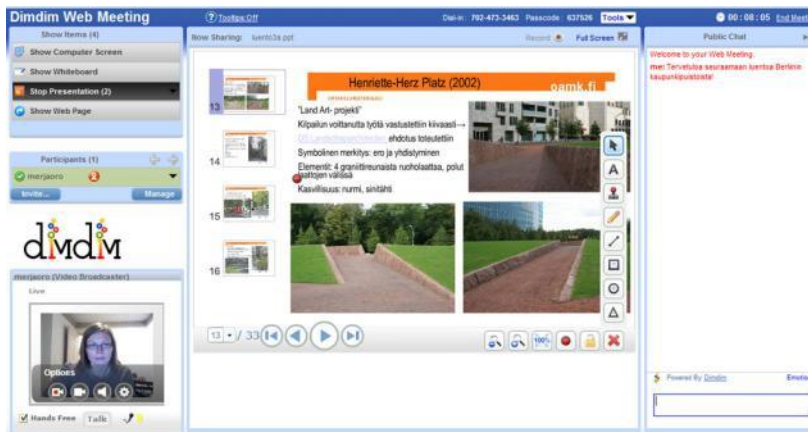 Dimdim Web Meeting
Tooltips Off
Dial-in: 702-473-3463 Passcode: 637526 Tools
00:08:05 End Meet
Show Items (4)
Now Sharing: luento3a.ppt
Record
Full Screen
Public Chat
Show Computer Screen
Show Whiteboard
Stop Presentation (2)
Show Web Page
Participants (1)
merjaoro
2
Invite...
Manage
dimdim
merjaoro (Video Broadcaster)
Live
Options
Hands Free
Talk
13
14
15
16
Henriette-Herz Platz (2002)
oamk.fi
"Land Art- projekti"
Kilpailun voittanutta työtä vastustettiin kiivaasti→
ehdotus toteutettiin
Symbolinen merkitys: ero ja yhdistyminen
Elementit: 4 graniittireunaista ruoholaattaa, polut
laattojen välissä
Kasvillisuus: nurmi, sinitähti
A
13 / 33
100%
Welcome to your Web Meeting.
me: Tervetuloa seuraamaan luentoa Berliinin
kaupunkipuistoista!
Powered By Dimdim
Emotic